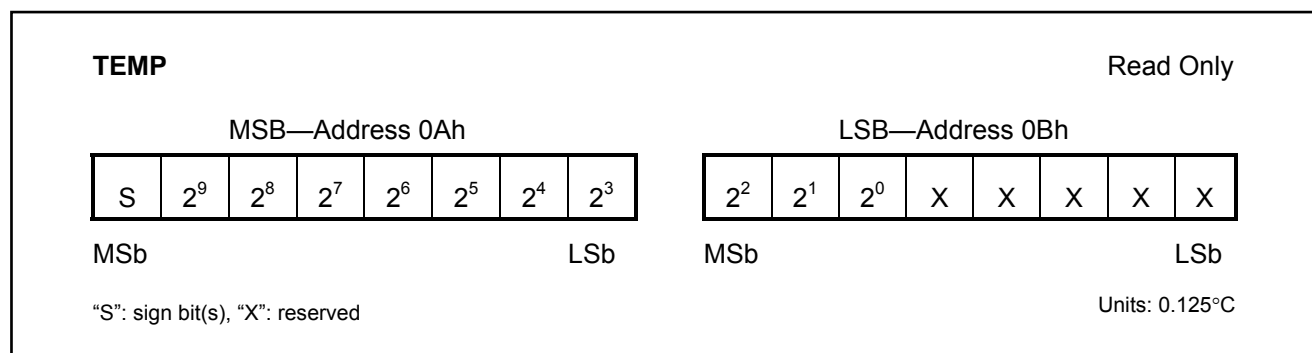 TEMP Read Only
MSB—Address 0Ah LSB—Address 0Bh
S 2⁹ 2⁸ 2⁷ 2⁶ 2⁵ 2⁴ 2³ 2² 2¹ 2⁰ X X X X X
MSb LSb MSb LSb
“S”: sign bit(s), “X”: reserved Units: 0.125°C